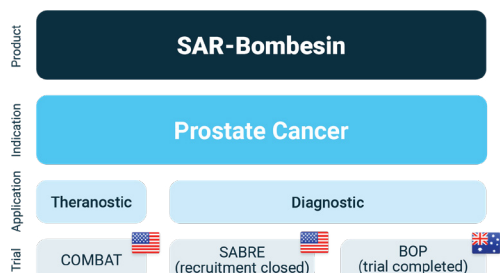 Product
SAR-Bombesin
Indication
Prostate Cancer
Application
Theranostic
Diagnostic
Trial
COMBAT
SABRE
(recruitment closed)
BOP
(trial completed)